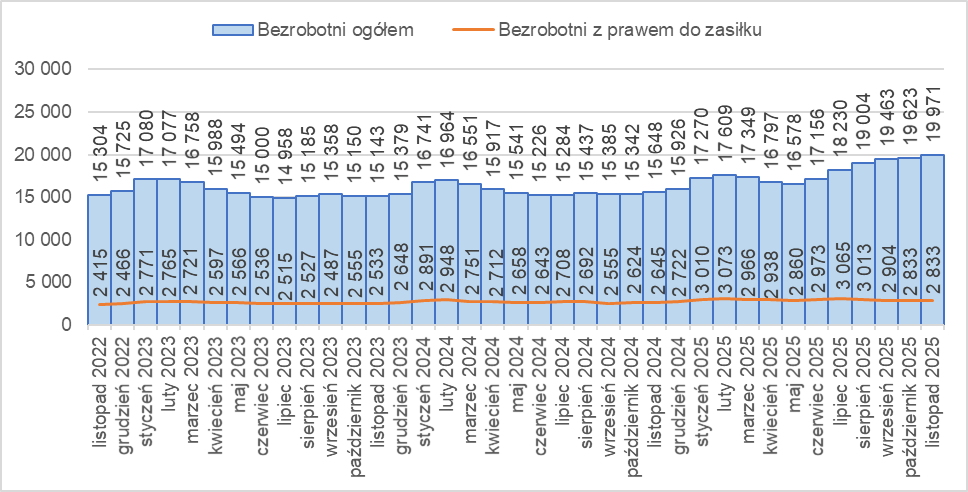 Bezrobotni ogółem
Bezrobotni z prawem do zasiłku
30 000
25 000
20 000
15 000
10 000
5 000
0
15 304
15 725
17 080
17 077
16 758
15 988
15 494
15 000
14 958
15 185
15 358
15 150
15 143
15 379
16 741
16 964
16 551
15 917
15 541
15 226
15 284
15 437
15 385
15 342
15 648
15 926
17 270
17 609
17 349
16 797
16 578
17 156
18 230
19 004
19 463
19 623
19 971
2 415
2 466
2 771
2 765
2 721
2 597
2 566
2 536
2 515
2 527
2 487
2 555
2 533
2 648
2 891
2 948
2 751
2 712
2 658
2 643
2 708
2 692
2 555
2 624
2 645
2 722
3 010
3 073
2 966
2 938
2 860
2 973
3 065
3 013
2 904
2 833
2 833
listopad 2022
grudzień 2022
styczeń 2023
luty 2023
marzec 2023
kwiecień 2023
maj 2023
czerwiec 2023
lipiec 2023
sierpień 2023
wrzesień 2023
październik 2023
listopad 2023
grudzień 2023
styczeń 2024
luty 2024
marzec 2024
kwiecień 2024
maj 2024
czerwiec 2024
lipiec 2024
sierpień 2024
wrzesień 2024
październik 2024
listopad 2024
grudzień 2024
styczeń 2025
luty 2025
marzec 2025
kwiecień 2025
maj 2025
czerwiec 2025
lipiec 2025
sierpień 2025
wrzesień 2025
październik 2025
listopad 2025